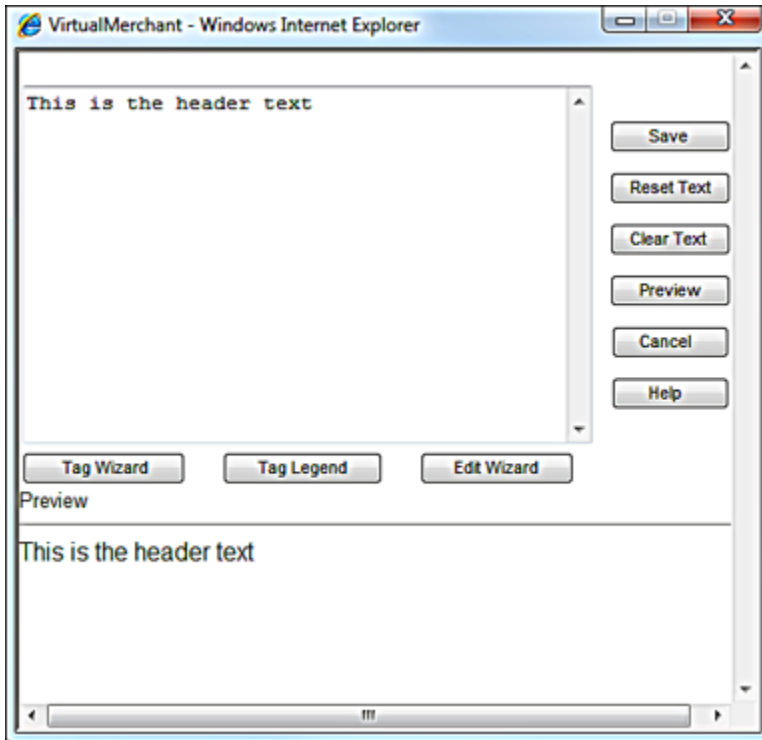 VirtualMerchant - Windows Internet Explorer
This is the header text
Save
Reset Text
Clear Text
Preview
Cancel
Help
Tag Wizard Tag Legend Edit Wizard
Preview
This is the header text